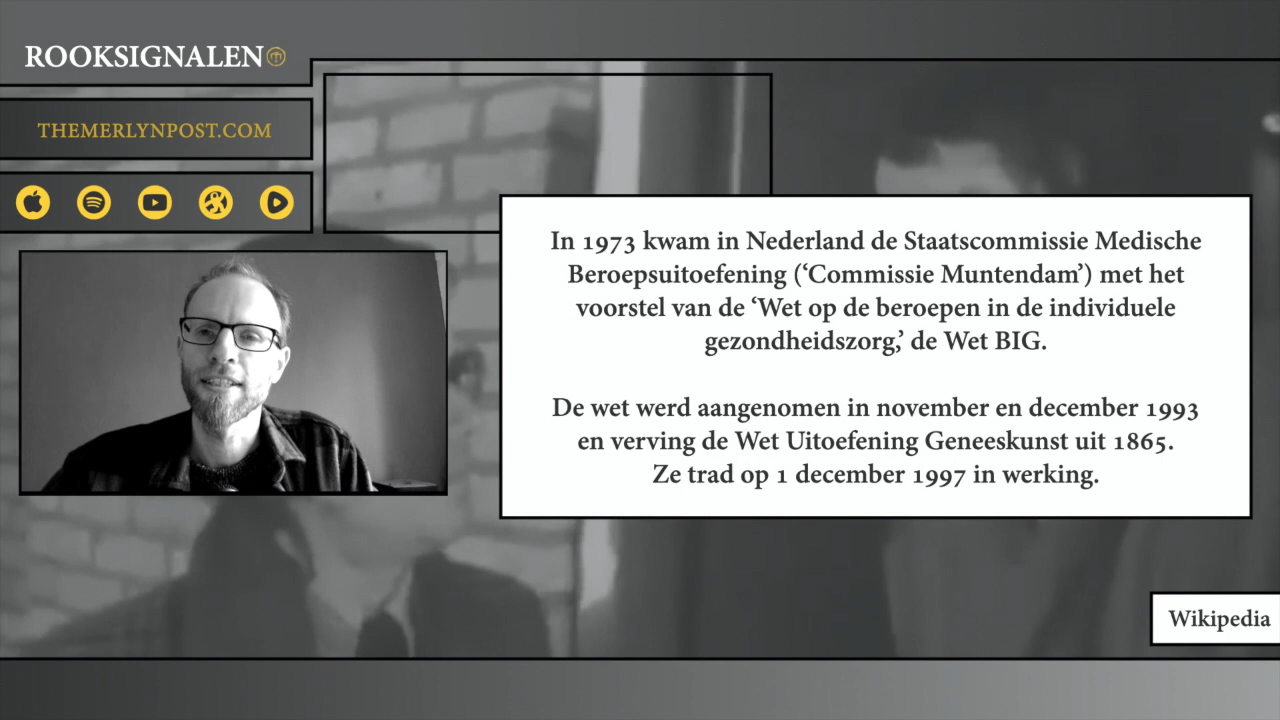 ROOKSIGNALEN
THEMERLYNPOST.COM
In 1973 kwam in Nederland de Staatscommissie Medische
Beroepsuitoefening (‘Commissie Muntendam’) met het
voorstel van de ‘Wet op de beroepen in de individuele
gezondheidszorg,’ de Wet BIG.
De wet werd aangenomen in november en december 1993
en verving de Wet Uitoefening Geneeskunst uit 1865.
Ze trad op 1 december 1997 in werking.
Wikipedia